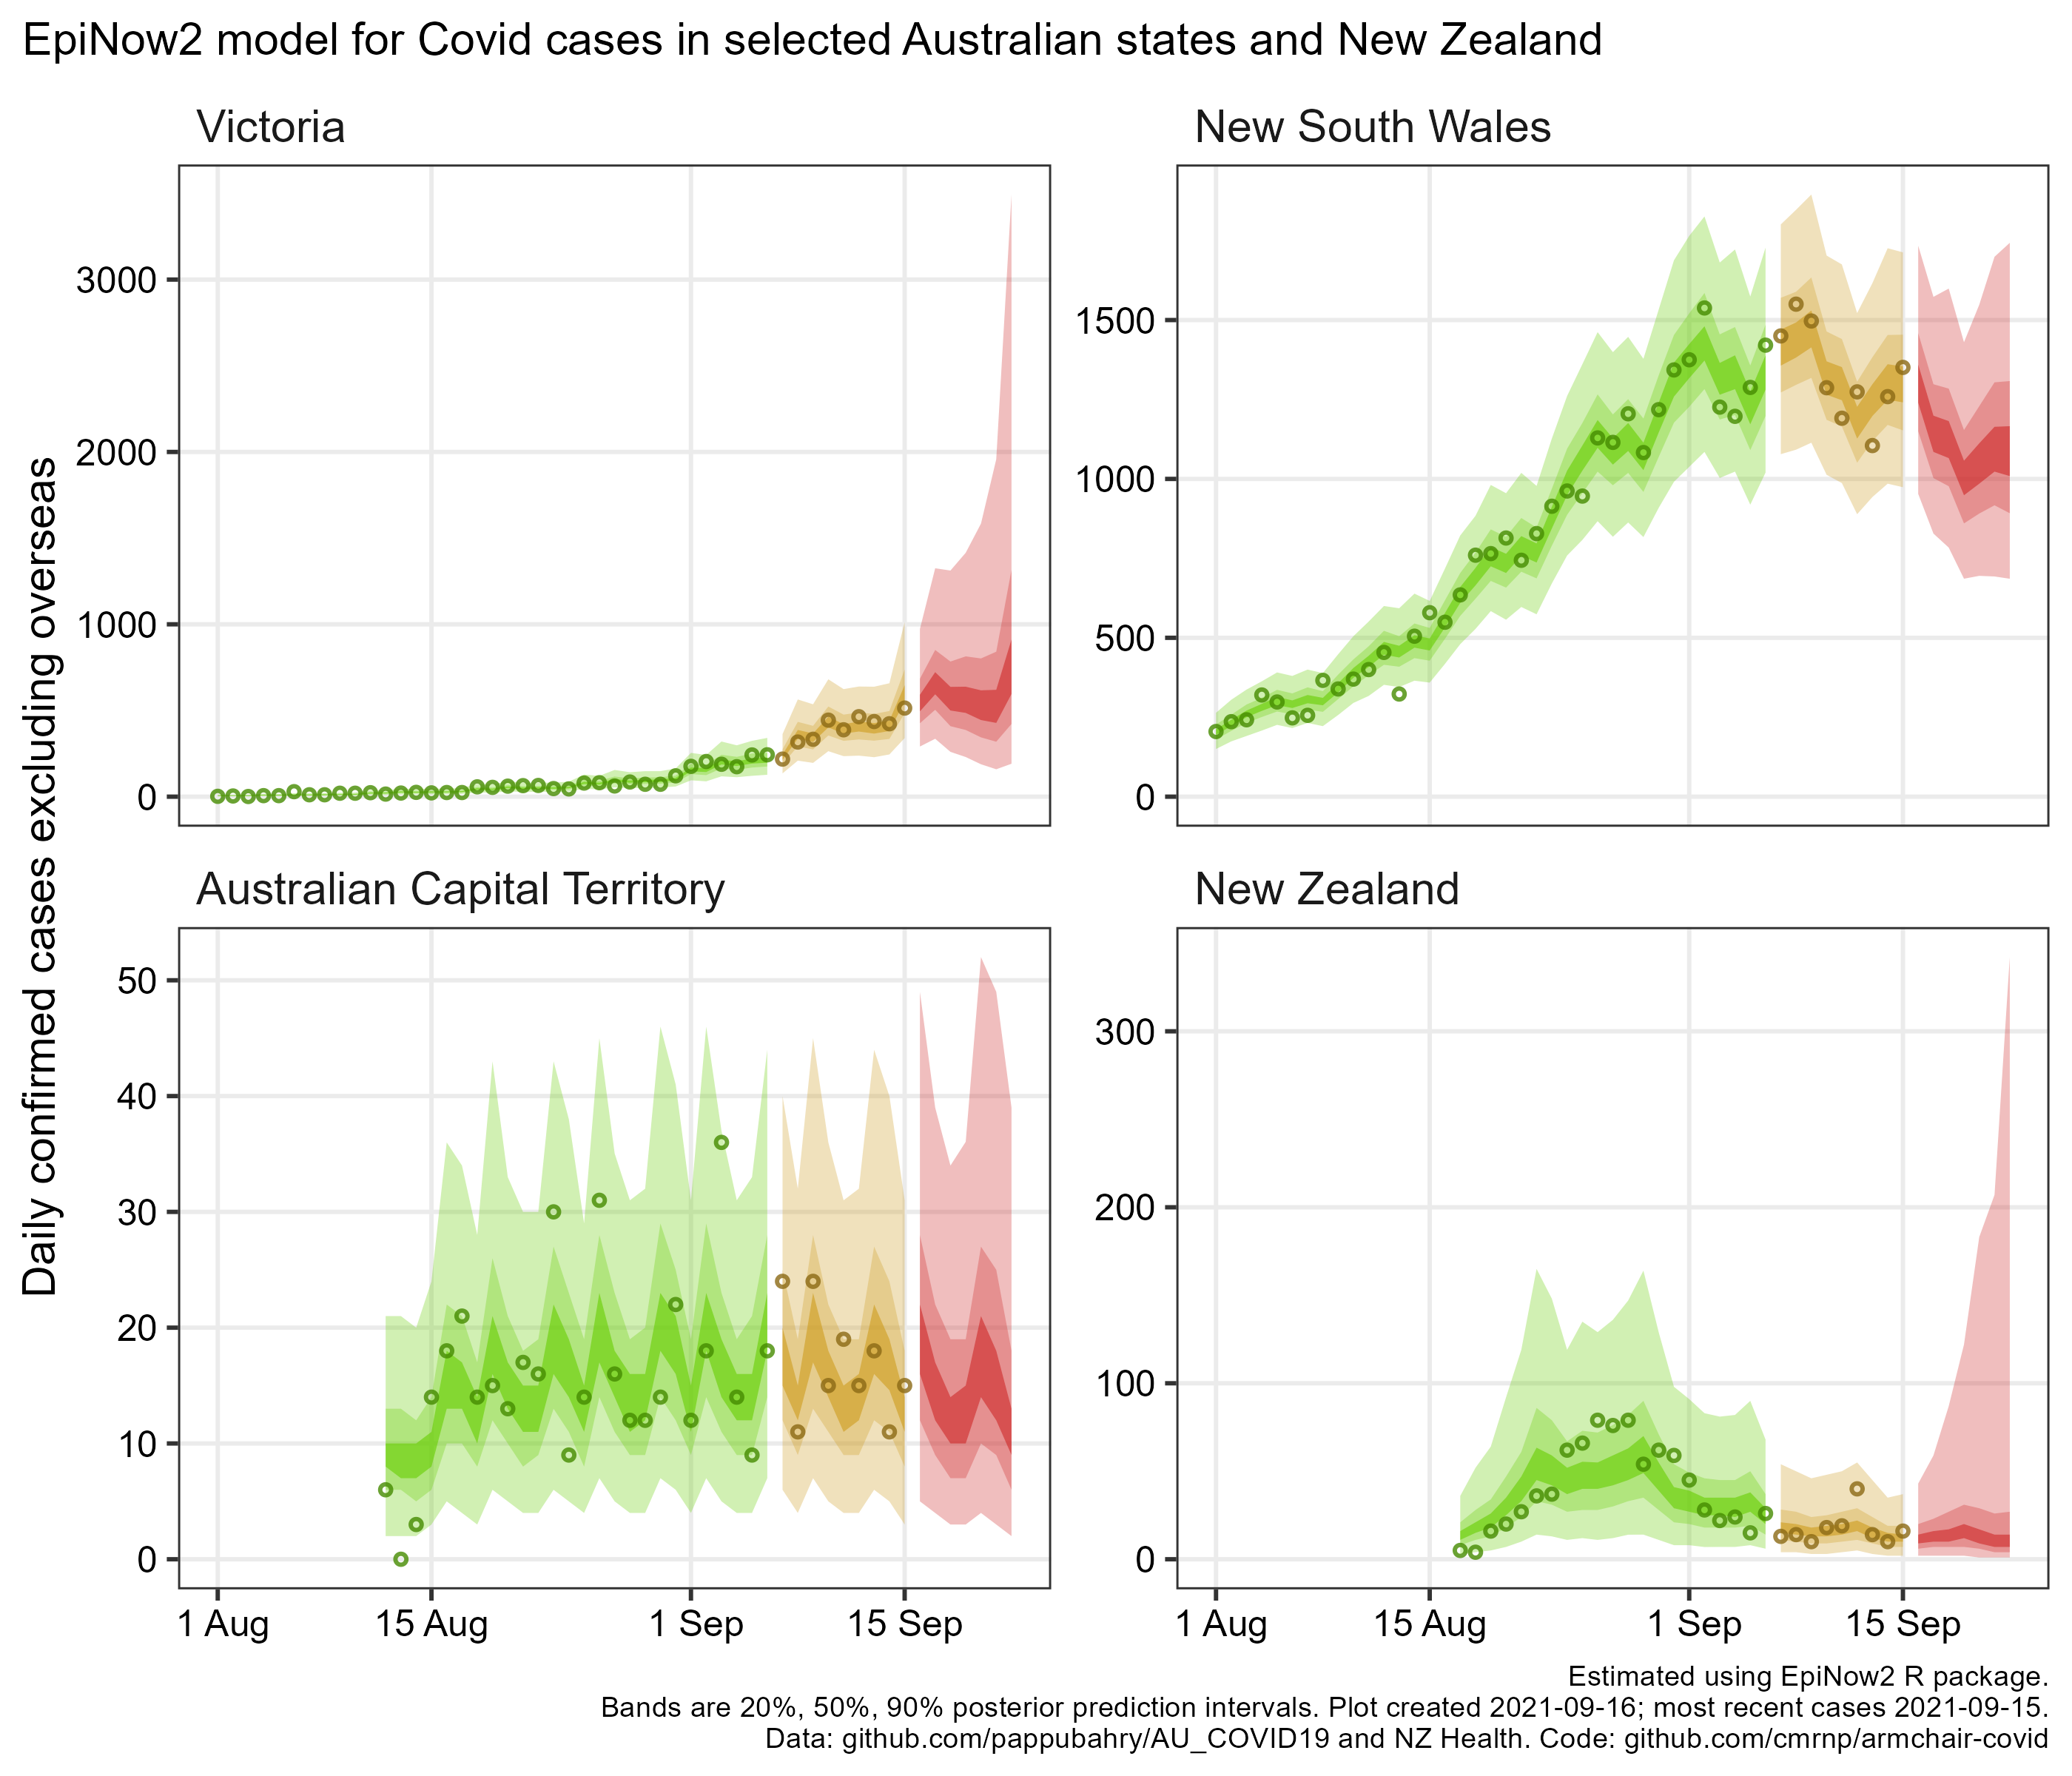 EpiNow2 model for Covid cases in selected Australian states and New Zealand
Daily confirmed cases excluding overseas
Victoria
3000
2000
1000
0
New South Wales
1500
1000
500
0
Australian Capital Territory
50
40
30
20
10
0
1 Aug 15 Aug 1 Sep 15 Sep
New Zealand
300
200
100
0
1 Aug 15 Aug 1 Sep 15 Sep
Estimated using EpiNow2 R package.
Bands are 20%, 50%, 90% posterior prediction intervals. Plot created 2021-09-16; most recent cases 2021-09-15.
Data: github.com/pappubahry/AU_COVID19 and NZ Health. Code: github.com/cmrnp/armchair-covid